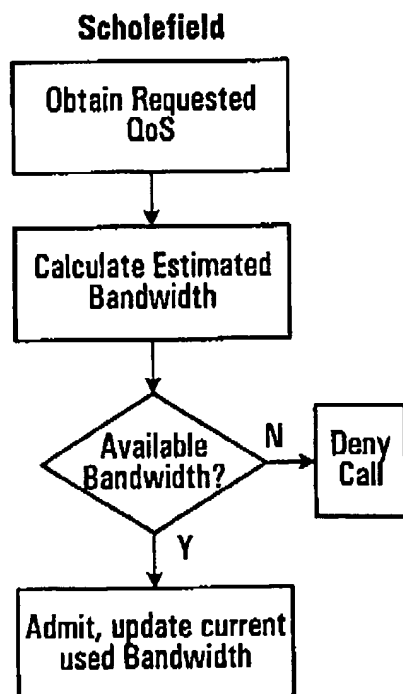 Scholefield
Obtain Requested
QoS
Calculate Estimated
Bandwidth
Available
Bandwidth?
N
Deny
Call
Y
Admit, update current
used Bandwidth